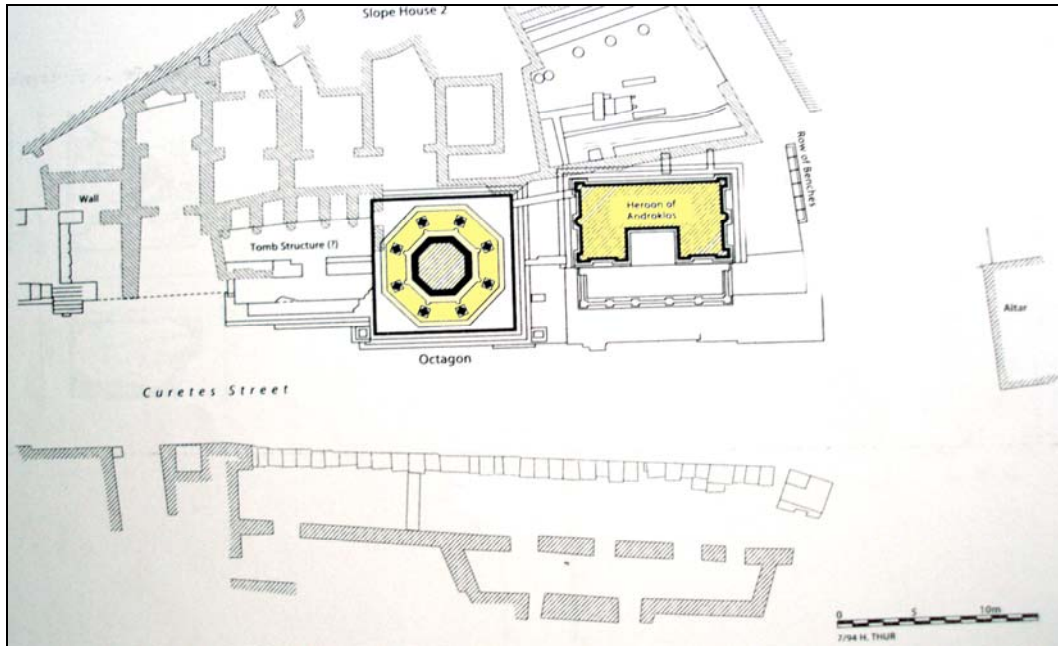 Slope House 2
Row of Benches
Wall
Heroon of
Androklos
Tomb Structure (?)
Altar
Octagon
Curetes Street
0 5 10m
7/94 H. THUR